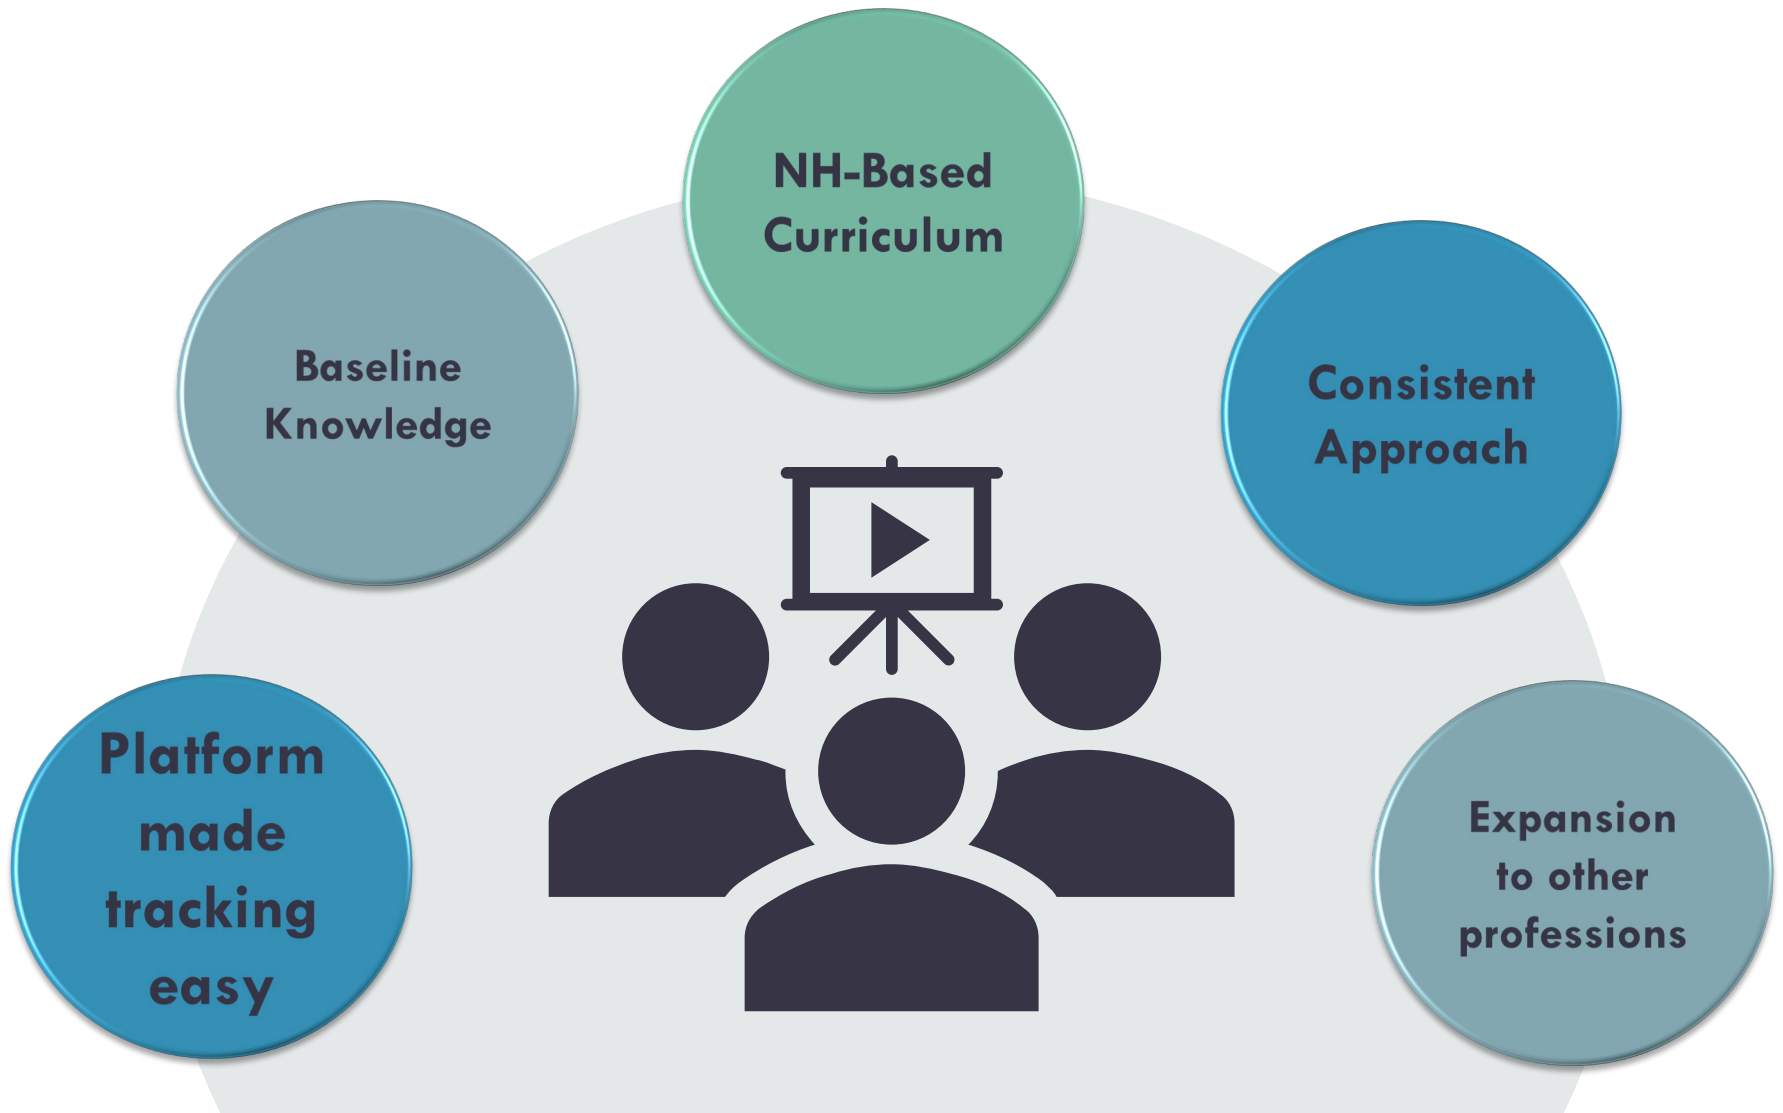 NH-Based
Curriculum
Baseline
Knowledge
Consistent
Approach
Platform
made
tracking
easy
Expansion
to other
professions